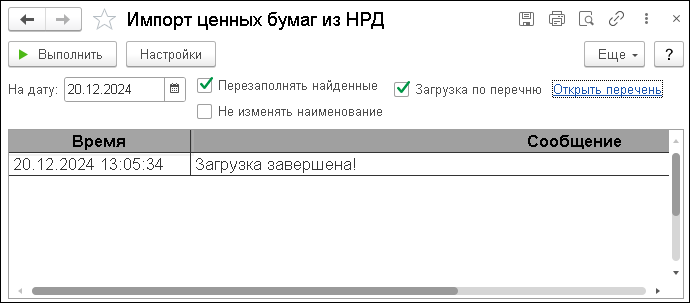 Импорт ценных бумаг из НРД
Выполнить Настройки Еще ?
На дату: 20.12.2024 Перезаполнять найденные Загрузка по перечню Открыть перечень
Не изменять наименование
Время Сообщение
20.12.2024 13:05:34 Загрузка завершена!